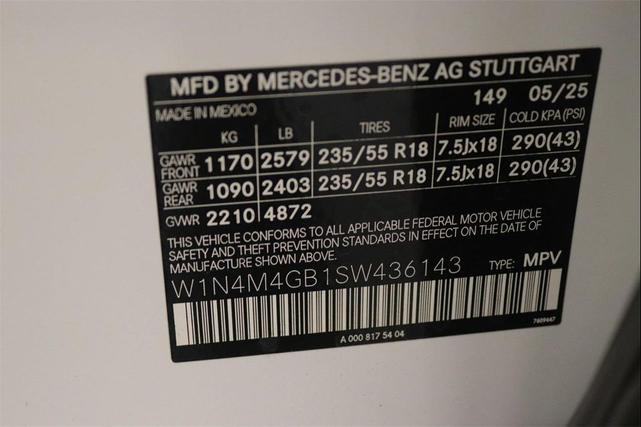 MFD BY MERCEDES-BENZ AG STUTTGART
MADE IN MEXICO 149 05/25
KG LB TIRES RIM SIZE COLD KPA(PSI)
GAWR FRONT 1170 2579 235/55 R18 7.5Jx18 290(43)
GAWR REAR 1090 2403 235/55 R18 7.5Jx18 290(43)
GVWR 2210 4872
THIS VEHICLE CONFORMS TO ALL APPLICABLE FEDERAL MOTOR VEHICLE
SAFETY AND THEFT PREVENTION STANDARDS IN EFFECT ON THE DATE OF
MANUFACTURE SHOWN ABOVE.
W1N4M4GB1SW436143 TYPE: MPV
A 000 817 54 04 7609447